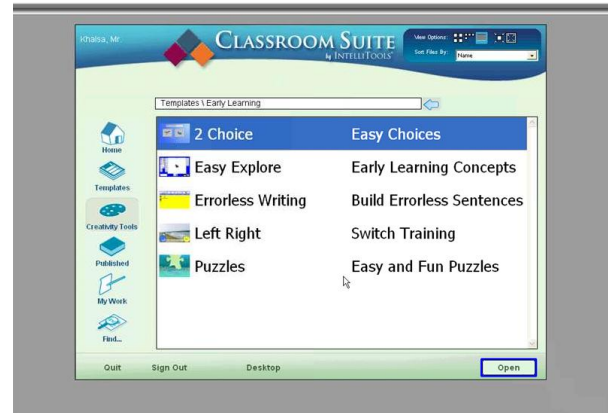 Khalsa, Mr.
CLASSROOM SUITE
by INTELLITOOLS
View Options:
Sort Files By:
Name
Templates \ Early Learning
2 Choice Easy Choices
Easy Explore Early Learning Concepts
Errorless Writing Build Errorless Sentences
Left Right Switch Training
Puzzles Easy and Fun Puzzles
Home
Templates
Creativity Tools
Published
My Work
Find...
Quit Sign Out Desktop Open